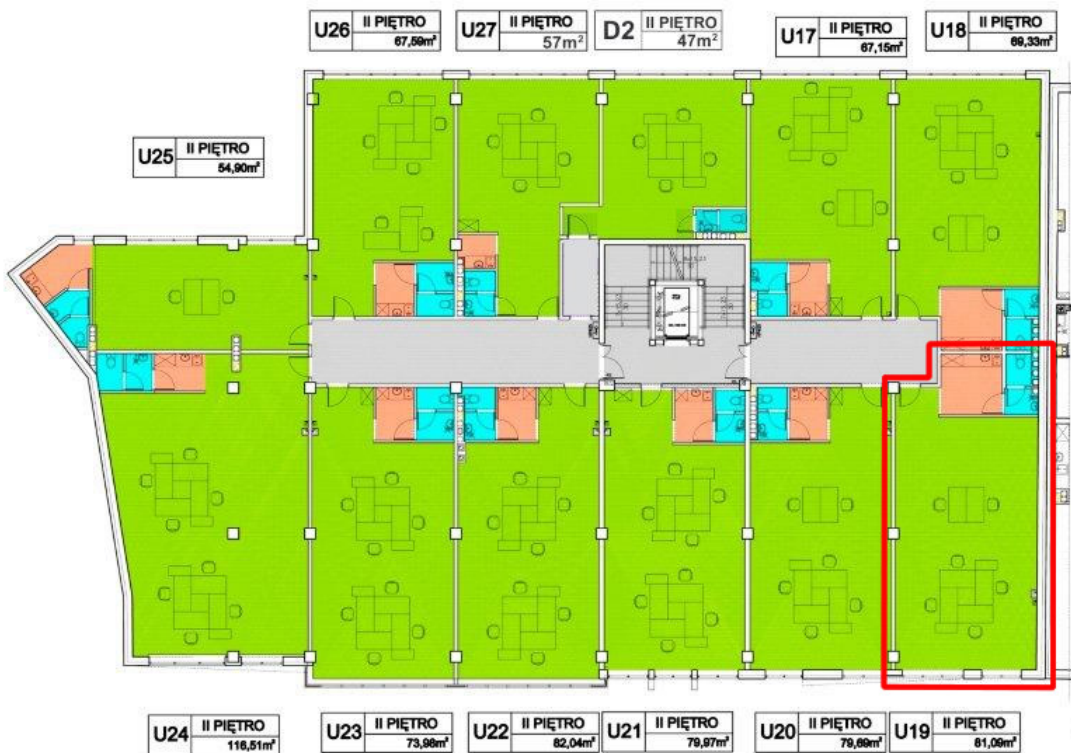 U26 II PIĘTRO
67,59m²
U27 II PIĘTRO
57m²
D2 II PIĘTRO
47m²
U17 II PIĘTRO
67,15m²
U18 II PIĘTRO
69,33m²
U25 II PIĘTRO
54,90m²
U24 II PIĘTRO
116,51m²
U23 II PIĘTRO
73,98m²
U22 II PIĘTRO
82,04m²
U21 II PIĘTRO
79,97m²
U20 II PIĘTRO
79,69m²
U19 II PIĘTRO
81,09m²